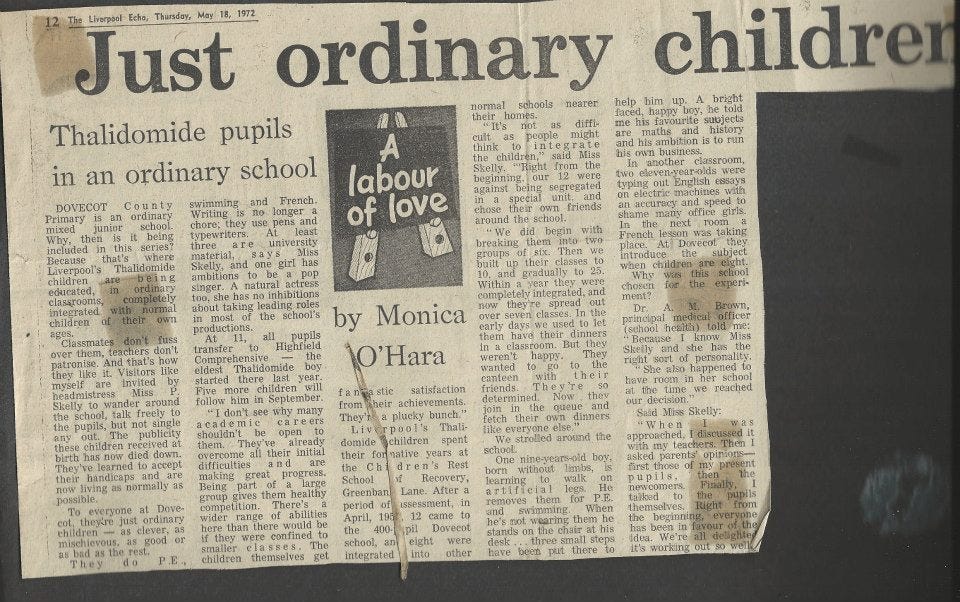 12 The Liverpool Echo, Thursday, May 18, 1972
Just ordinary children
Thalidomide pupils
in an ordinary school
DOVECOT County
Primary is an ordinary
mixed junior school.
Why, then is it being
included in this series?
Because that's where
Liverpool's Thalidomide
children are being
educated, in ordinary
classrooms, completely
integrated with normal
children of their own
ages.
Classmates don't fuss
over them, teachers don't
patronise. And that's how
they like it. Visitors like
myself are invited by
headmistress Miss P.
Skelly to wander around
the school, talk freely to
the pupils, but not single
any out. The publicity
these children received at
birth has now died down.
They've learned to accept
their handicaps and are
now living as normally as
possible.
To everyone at Dove-
cot, they're just ordinary
children — as clever, as
mischievous, as good or
as bad as the rest.
They do P.E.,
swimming and French.
Writing is no longer a
chore; they use pens and
typewriters. At least
three are university
material, says Miss
Skelly, and one girl has
ambitions to be a pop
singer. A natural actress
too, she has no inhibitions
about taking leading roles
in most of the school's
productions.
At 11, all pupils
transfer to Highfield
Comprehensive — the
eldest Thalidomide boy
started there last year.
Five more children will
follow him in September.
"I don't see why many
academic careers
shouldn't be open to
them. They've already
overcome all their initial
difficulties and are
making great progress.
Being part of a large
group gives them healthy
competition. There's a
wider range of abilities
here than there would be
if they were confined to
smaller classes. The
children themselves get
A
labour
of love
by Monica
O'Hara
fantastic satisfaction
from their achievements.
They're a plucky bunch."
Liverpool's Thali-
domide children spent
their formative years at
the Children's Rest
School of Recovery,
Greenbank Lane. After a
period of assessment, in
April, 12 came to
the 400-pupil Dovecot
school, and eight were
integrated into other
normal schools nearer
their homes.
"It's not as diffi-
cult as people might
think to integrate
the children," said Miss
Skelly. "Right from the
beginning, our 12 were
against being segregated
in a special unit, and
chose their own friends
around the school.
"We did begin with
breaking them into two
groups of six. Then we
built up their classes to
10, and gradually to 25.
Within a year they were
completely integrated, and
now they're spread out
over seven classes. In the
early days we used to let
them have their dinners
in a classroom. But they
weren't happy. They
wanted to go to the
canteen with their
friends. They're so
determined. Now they
join in the queue and
fetch their own dinners
like everyone else."
We strolled around the
school.
One nine-years-old boy,
born without limbs, is
learning to walk on
artificial legs. He
removes them for P.E.
and swimming. When
he's not wearing them he
stands on the chair at his
desk . . . three small steps
have been put there to
help him up. A bright
faced, happy boy, he told
me his favourite subjects
are maths and history
and his ambition is to run
his own business.
In another classroom,
two eleven-year-olds were
typing out English essays
on electric machines with
an accuracy and speed to
shame many office girls.
In the next room a
French lesson was taking
place. At Dovecot they
introduce the subject
when children are eight.
Why was this school
chosen for the experi-
ment?
Dr. A. M. Brown,
principal medical officer
(school health) told me:
"Because I know Miss
Skelly and she has the
right sort of personality.
"She also happened to
have room in her school
at the time we reached
our decision."
Said Miss Skelly:
"When I was
approached, I discussed it
with my teachers. Then I
asked parents' opinions—
first those of my present
pupils, then the
newcomers. Finally, I
talked to the pupils
themselves. Right from
the beginning, everyone
has been in favour of the
idea. We're all delighted
it's working out so well